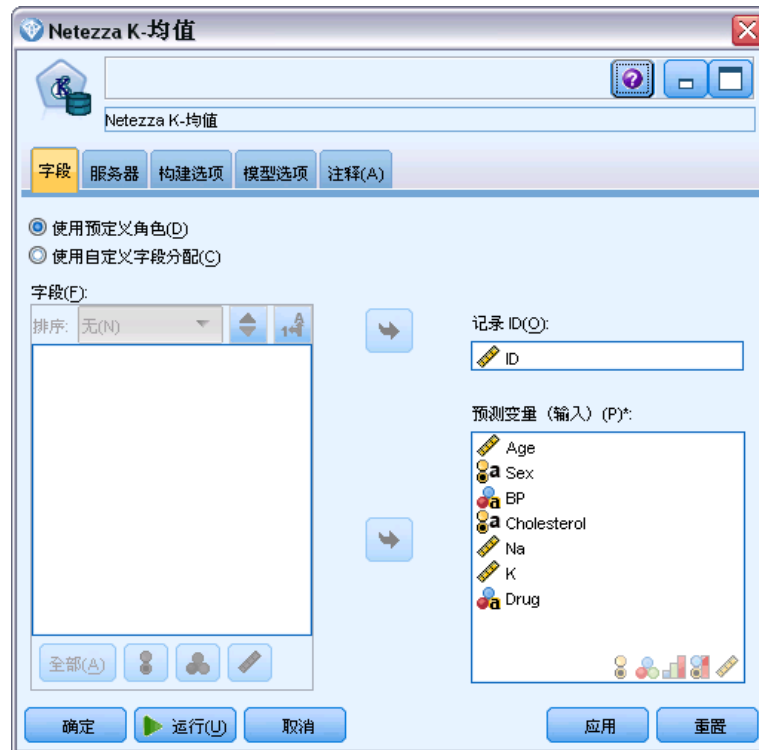 Netezza K-均值
Netezza K-均值
字段 服务器 构建选项 模型选项 注释(A)
使用预定义角色(D)
使用自定义字段分配(C)
字段(F):
排序: 无(N)
记录 ID(O):
ID
预测变量（输入）(P)*:
Age
Sex
BP
Cholesterol
Na
K
Drug
全部(A)
确定 运行(U) 取消 应用 重置